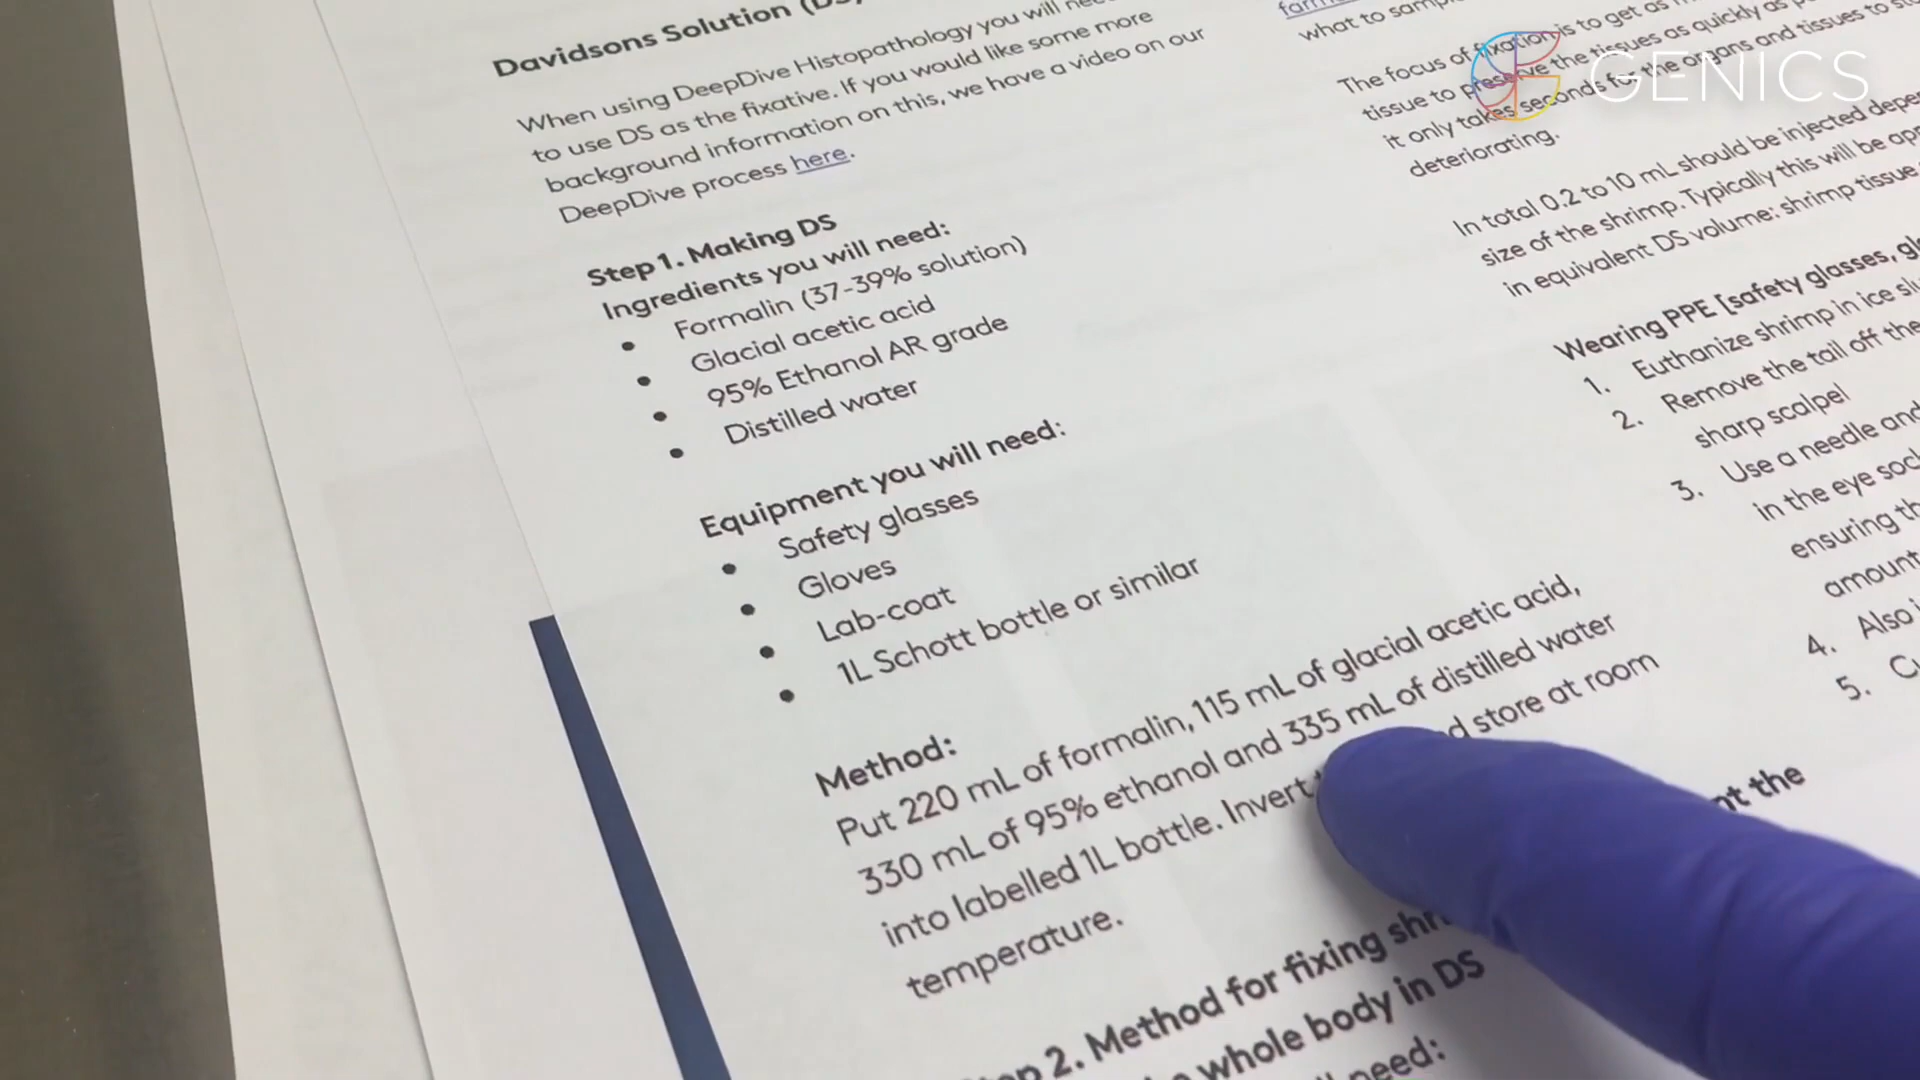 Davidsons Solution
When using DeepDive Histopathology you will
to use DS as the fixative. If you would like some more
background information on this, we have a video on our
DeepDive process here.
Step 1. Making DS
Ingredients you will need:
• Formalin (37-39% solution)
• Glacial acetic acid
• 95% Ethanol AR grade
• Distilled water
Equipment you will need:
• Safety glasses
• Gloves
• Lab-coat
• 1L Schott bottle or similar
Method:
Put 220 mL of formalin, 115 mL of glacial acetic acid,
330 mL of 95% ethanol and 335 mL of distilled water
into labelled 1L bottle. Invert store at room
temperature.
2. Method for fixing
whole body in DS
need:
what to
The focus of fixation is to get as
tissue to preserve the tissues as quickly as
it only takes seconds for the organs and tissues to
deteriorating.
In total 0.2 to 10 mL should be injected
size of the shrimp. Typically this will be
in equivalent DS volume: shrimp tissue
Wearing PPE [safety glasses,
1. Euthanize shrimp in ice
2. Remove the tail off the
sharp scalpel
3. Use a needle and
in the eye
ensuring
amount
4. Also
5.
the
GENICS